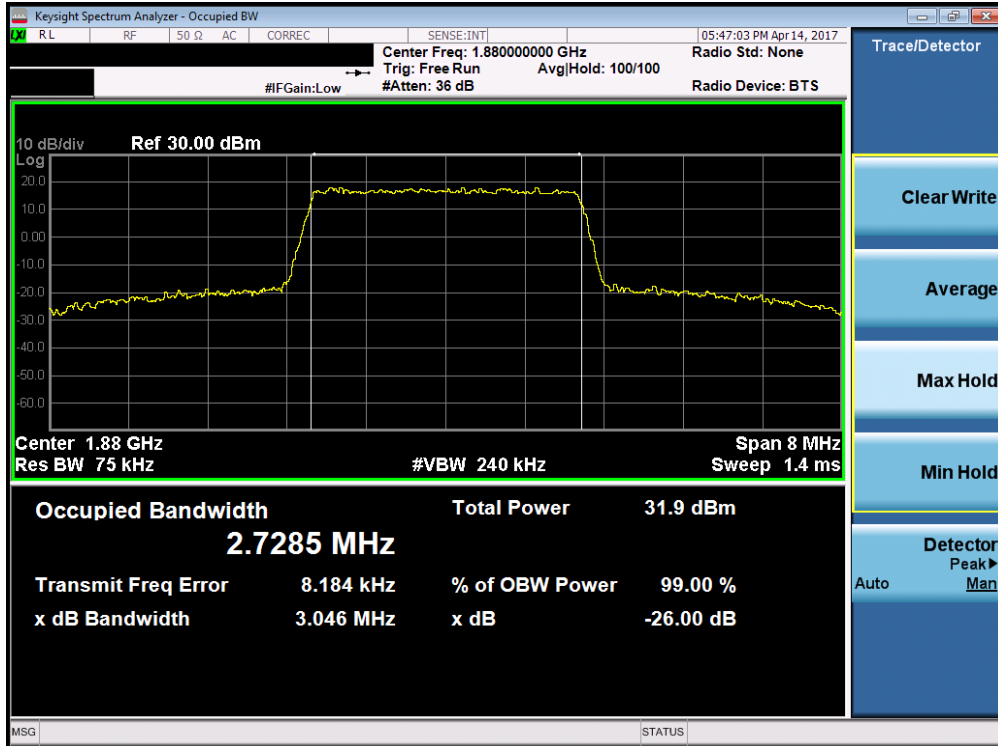 Keysight Spectrum Analyzer - Occupied BW
LXI RL RF 50 Ω AC CORREC SENSE:INT 05:47:03 PM Apr 14, 2017
Center Freq: 1.880000000 GHz Radio Std: None
Trig: Free Run Avg|Hold: 100/100
#IFGain:Low #Atten: 36 dB Radio Device: BTS
Trace/Detector
10 dB/div Ref 30.00 dBm
Log
20.0
10.0
0.00
-10.0
-20.0
-30.0
-40.0
-50.0
-60.0
Center 1.88 GHz Span 8 MHz
Res BW 75 kHz #VBW 240 kHz Sweep 1.4 ms
Occupied Bandwidth Total Power 31.9 dBm
2.7285 MHz
Transmit Freq Error 8.184 kHz % of OBW Power 99.00 %
x dB Bandwidth 3.046 MHz x dB -26.00 dB
Clear Write
Average
Max Hold
Min Hold
Detector
Peak▶
Auto Man
MSG STATUS